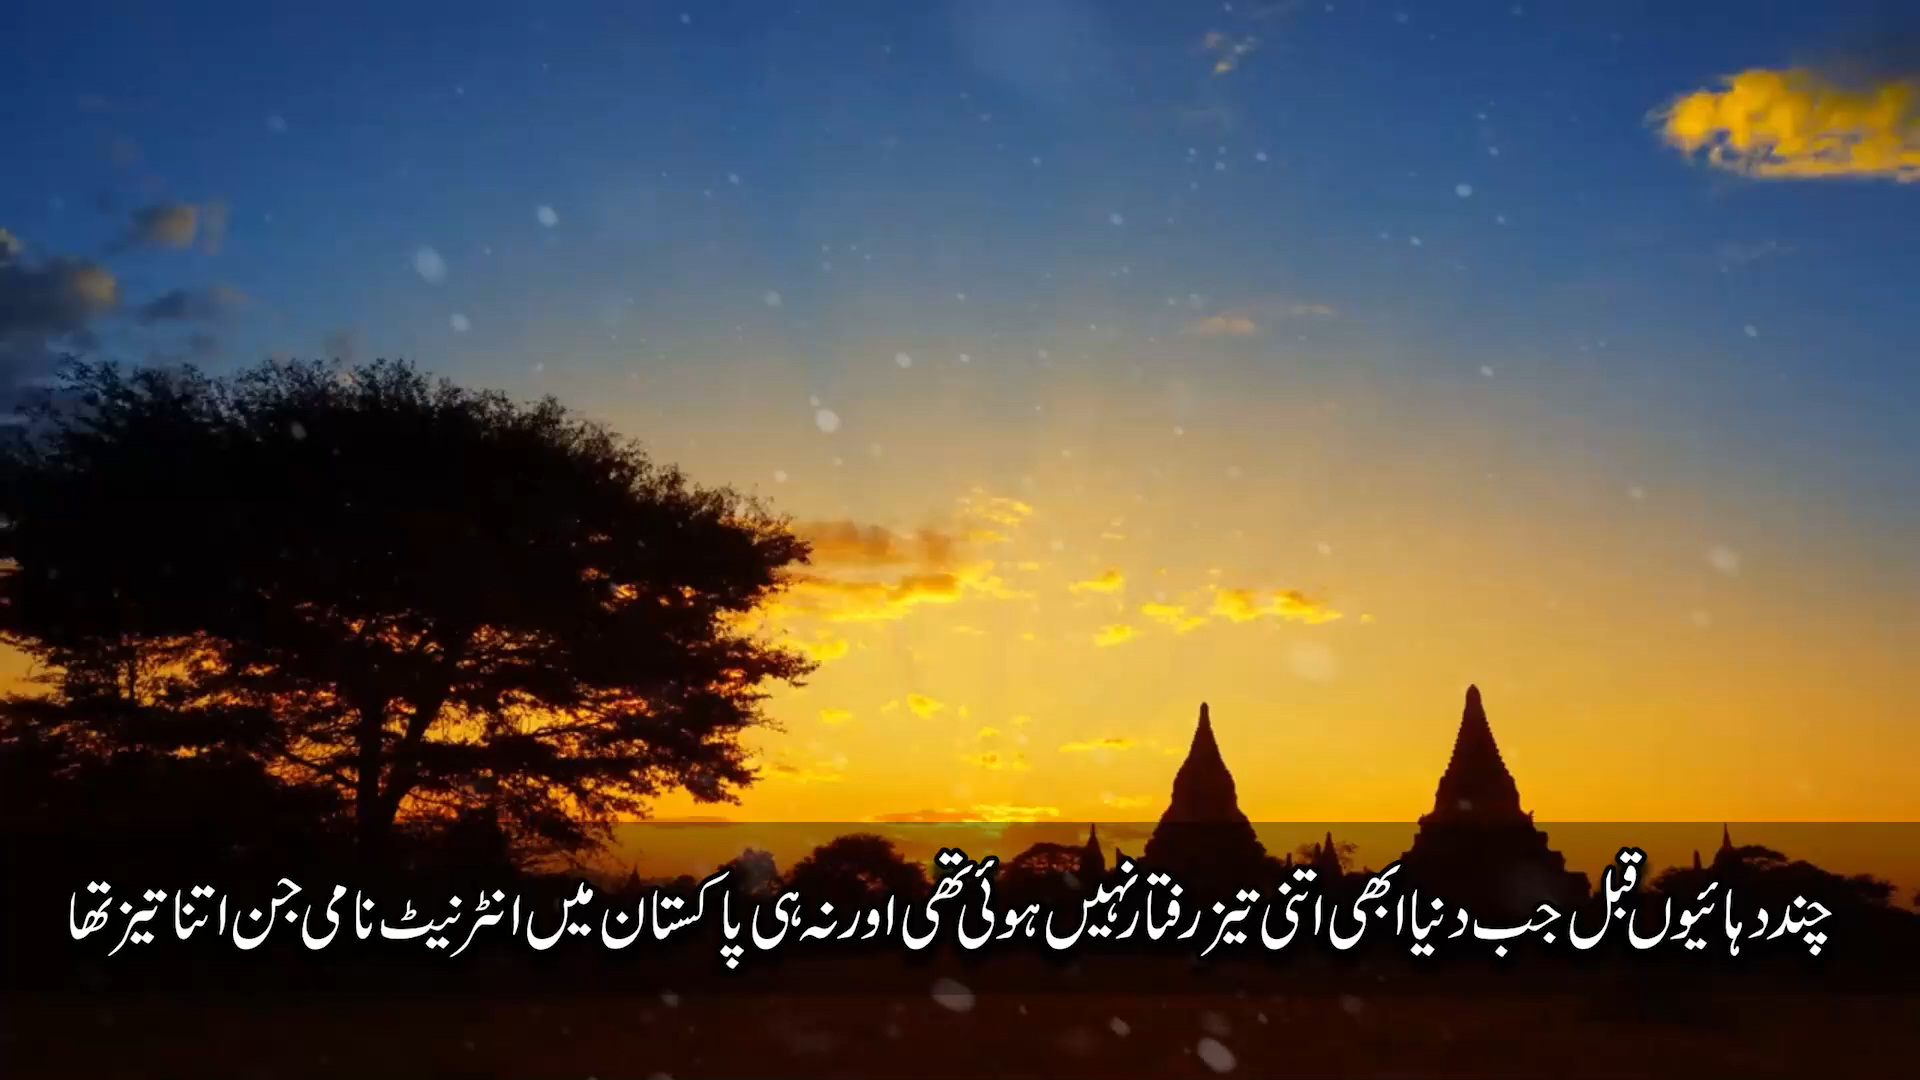 چند دہائیوں قبل جب دنیا ابھی اتنی تیز رفتار نہیں ہوئی تھی اور نہ ہی پاکستان میں انٹرنیٹ نامی جن اتنا تیز تھا